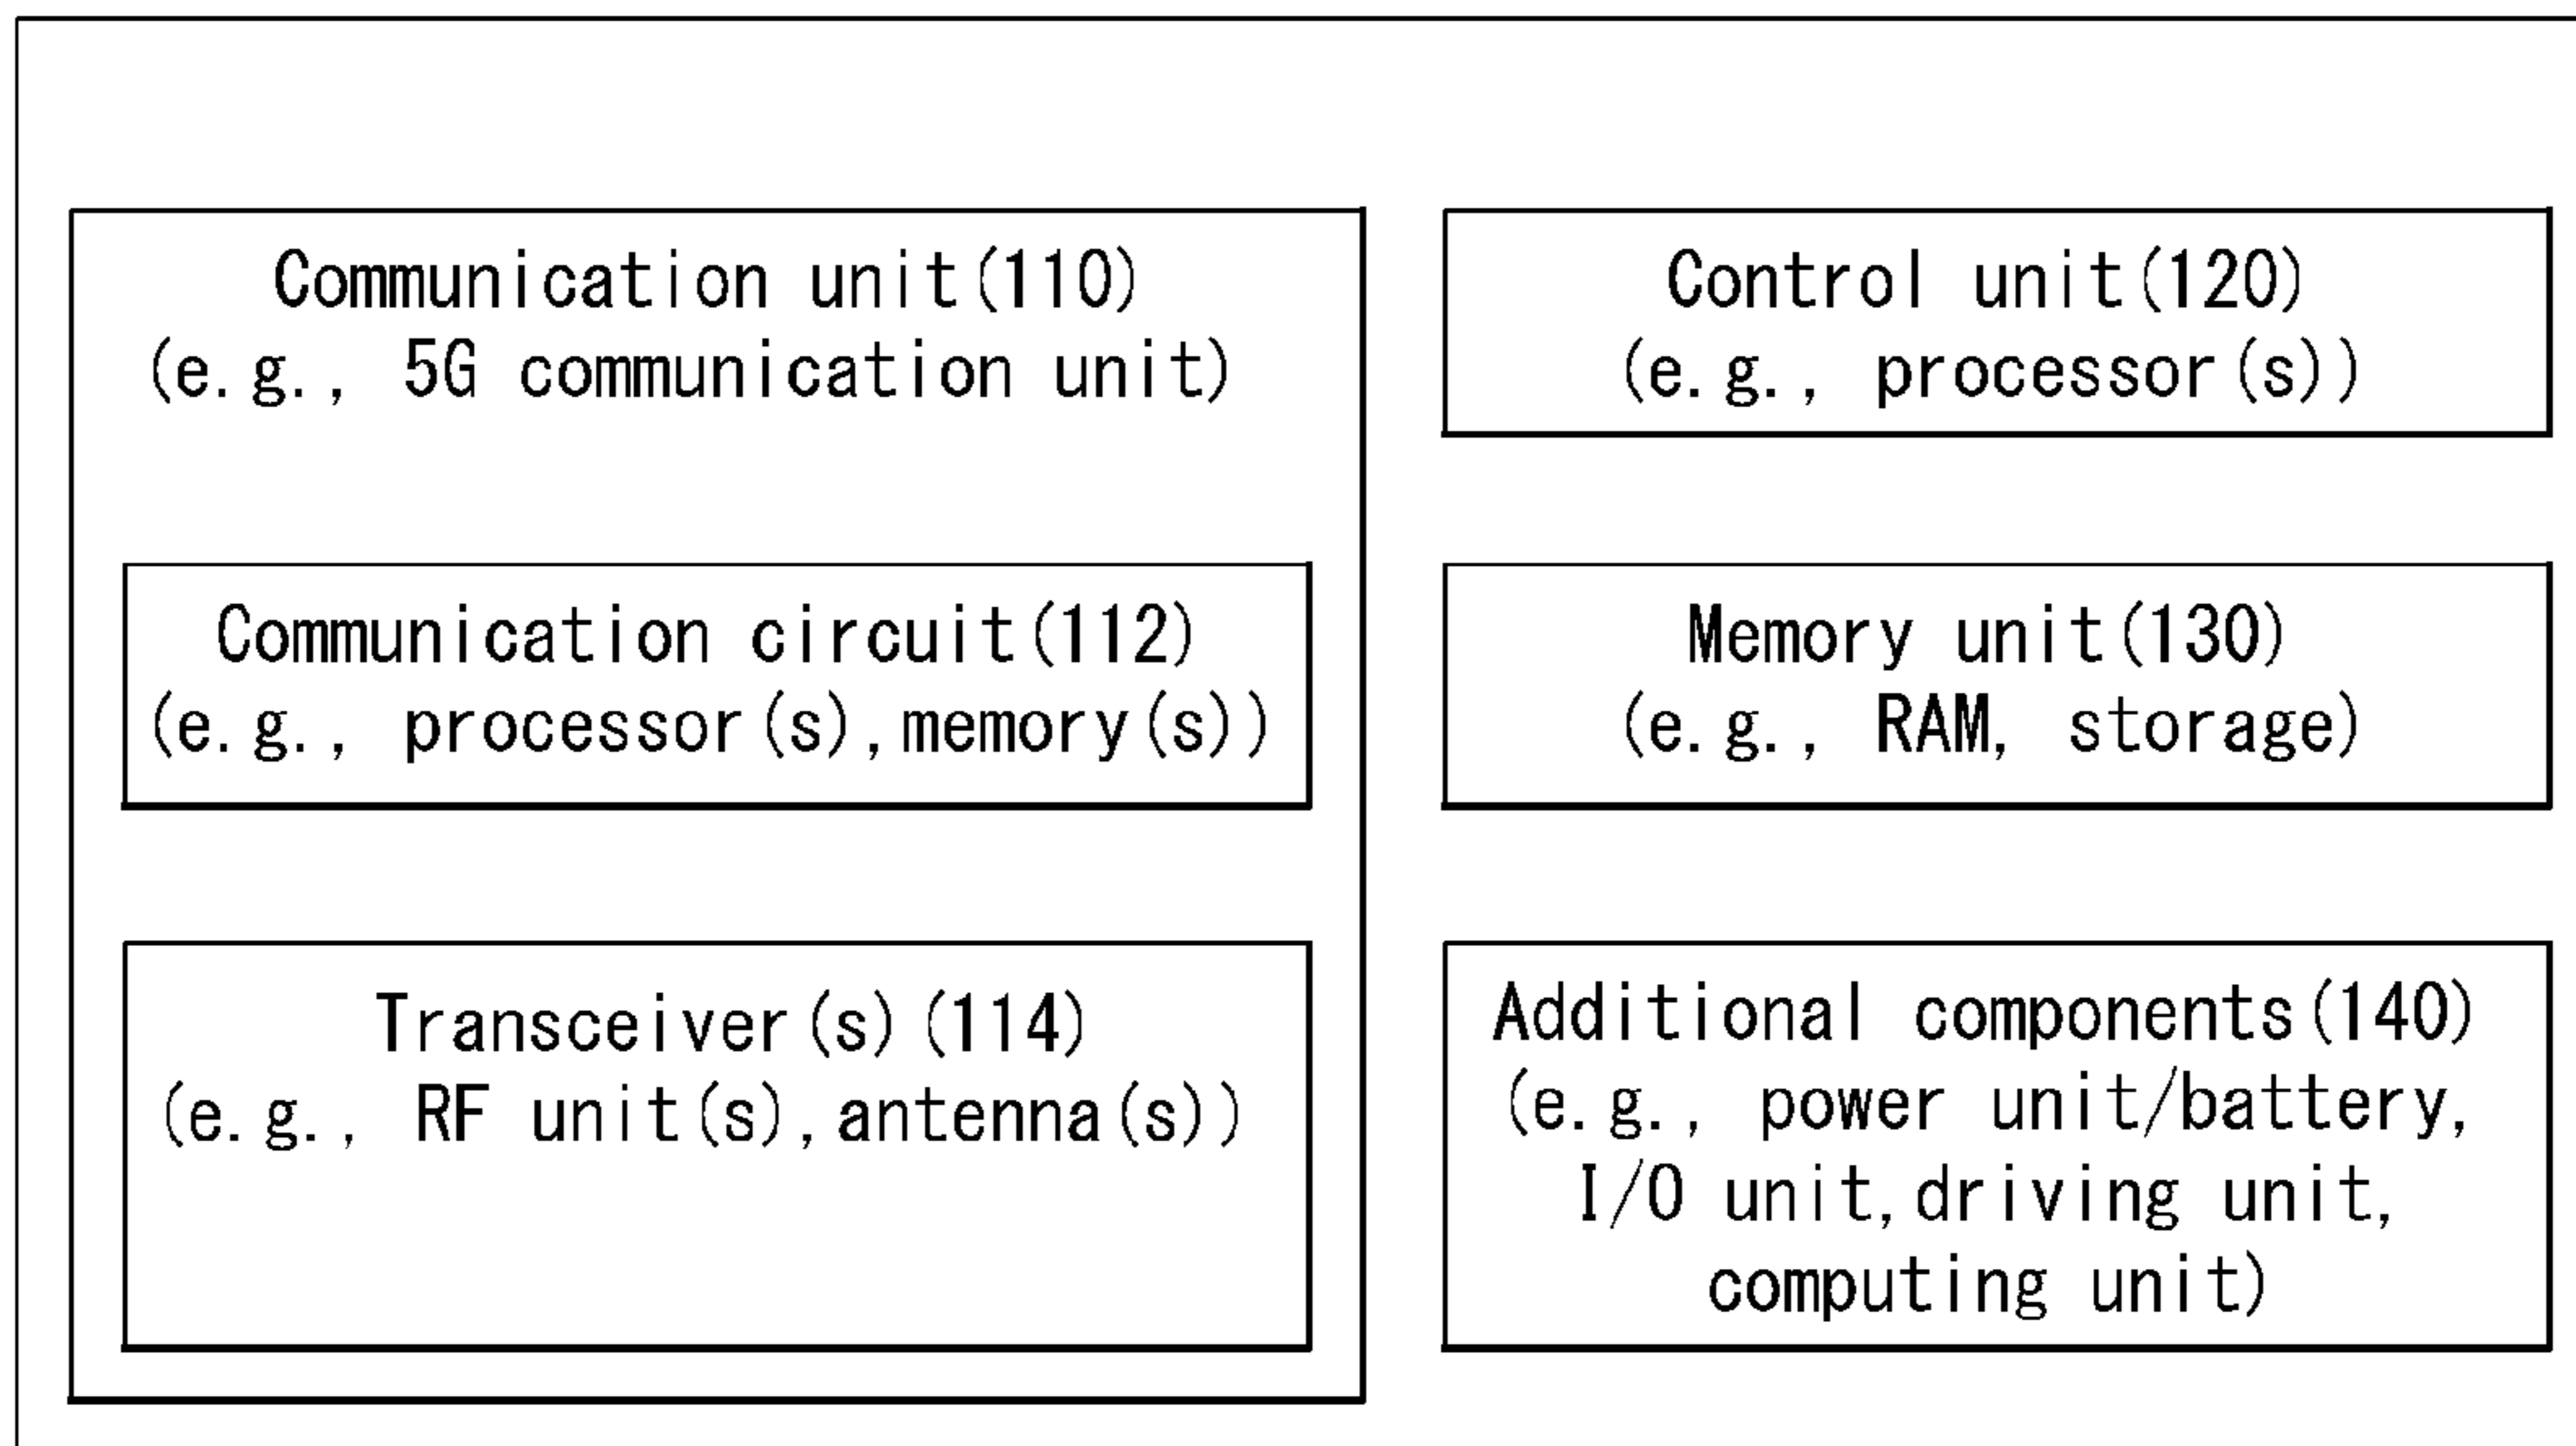 Communication unit(110)
(e.g., 5G communication unit)
Communication circuit(112)
(e.g., processor(s),memory(s))
Transceiver(s)(114)
(e.g., RF unit(s),antenna(s))
Control unit(120)
(e.g., processor(s))
Memory unit(130)
(e.g., RAM, storage)
Additional components(140)
(e.g., power unit/battery,
I/O unit,driving unit,
computing unit)